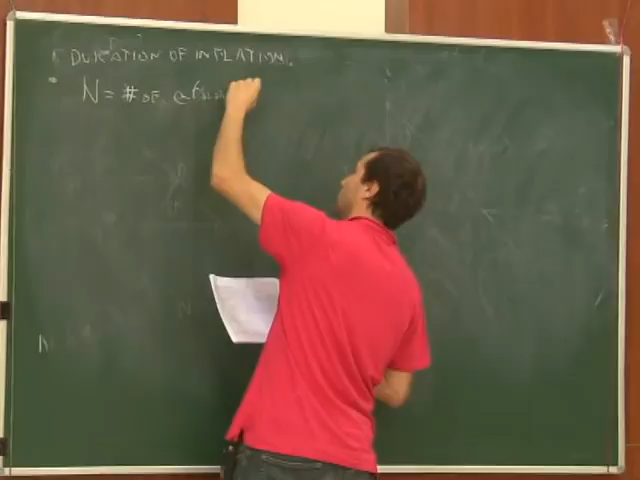 DURATION OF INFLATION.
N = # OF